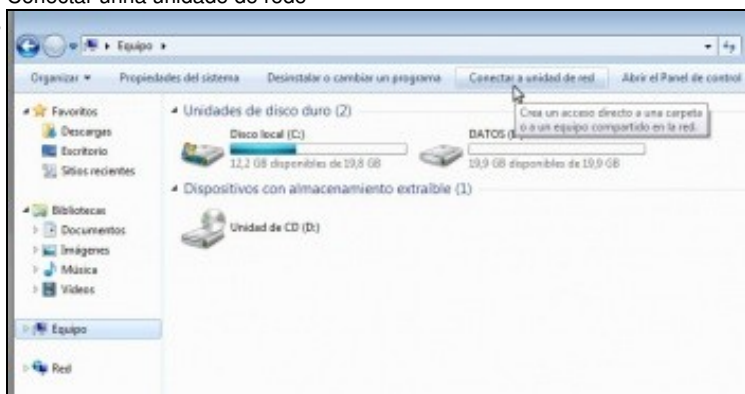 Conectar unha unidade de rede
Equipo
Organizar
Propiedades del sistema
Desinstalar o cambiar un programa
Conectar a unidad de red
Abrir el Panel de control
Crea un acceso directo a una carpeta
o a un equipo compartido en la red.
Favoritos
Descargas
Escritorio
Sitios recientes
Bibliotecas
Documentos
Imágenes
Música
Vídeos
Equipo
Red
Unidades de disco duro (2)
Disco local (C:)
12,2 GB disponibles de 19,8 GB
DATOS
19,9 GB disponibles de 19,9 GB
Dispositivos con almacenamiento extraíble (1)
Unidad de CD (D:)